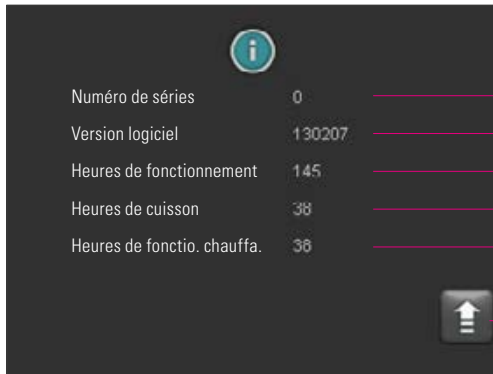 Numéro de séries 0
Version logiciel 130207
Heures de fonctionnement 145
Heures de cuisson 38
Heures de fonctio. chauffa. 38